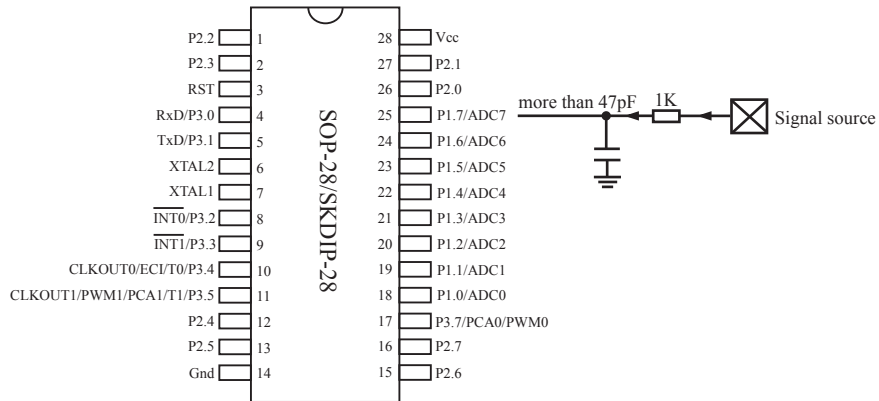 P2.2 1 28 Vcc
P2.3 2 27 P2.1
RST 3 26 P2.0
RxD/P3.0 4 25 P1.7/ADC7 more than 47pF 1K Signal source
TxD/P3.1 5 24 P1.6/ADC6
XTAL2 6 23 P1.5/ADC5
XTAL1 7 22 P1.4/ADC4
INT0/P3.2 8 21 P1.3/ADC3
INT1/P3.3 9 20 P1.2/ADC2
CLKOUT0/ECI/T0/P3.4 10 19 P1.1/ADC1
CLKOUT1/PWM1/PCA1/T1/P3.5 11 18 P1.0/ADC0
P2.4 12 17 P3.7/PCA0/PWM0
P2.5 13 16 P2.7
Gnd 14 15 P2.6
SOP-28/SKDIP-28